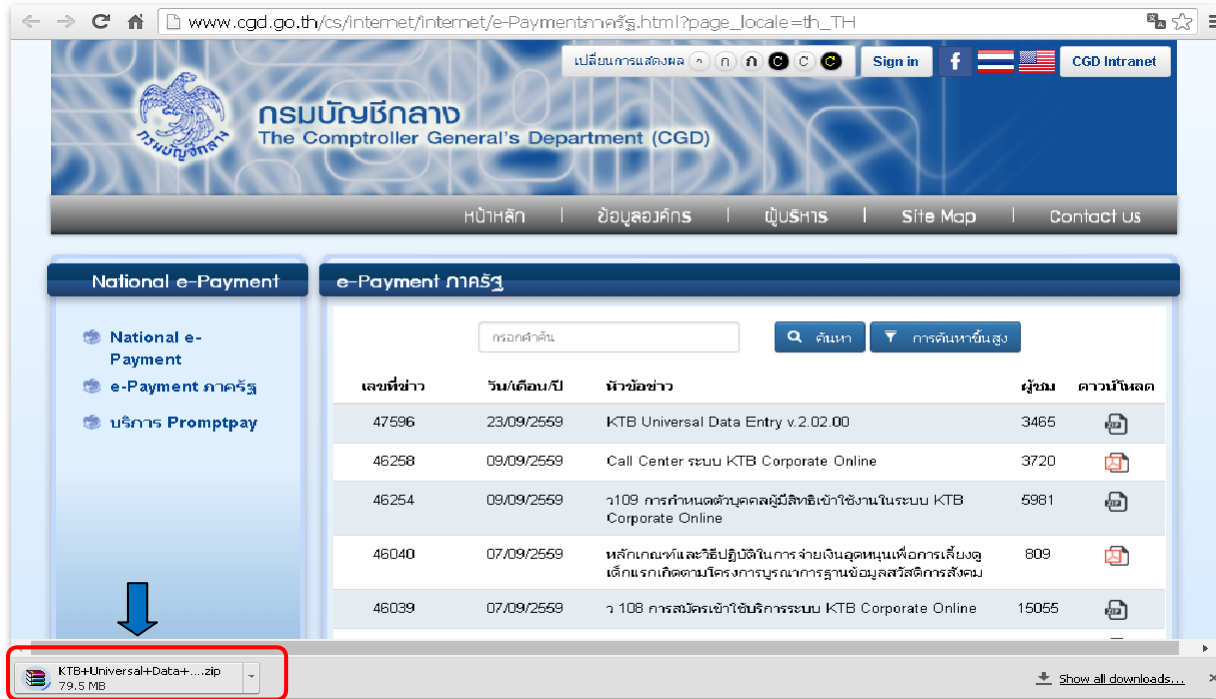 www.cgd.go.th/cs/internet/internet/e-Paymentภาครัฐ.html?page_locale=th_TH
เปลี่ยนการแสดงผล ก ก ก C C C Sign in f CGD Intranet
กรมบัญชีกลาง
The Comptroller General's Department (CGD)
กรมบัญชีกลาง
หน้าหลัก | ข้อมูลองค์กร | ผู้บริหาร | Site Map | Contact us
National e-Payment
e-Payment ภาครัฐ
National e-
Payment
e-Payment ภาครัฐ
บริการ Promptpay
กรอกคำค้น ค้นหา การค้นหาขั้นสูง
เลขที่ข่าว วัน/เดือน/ปี หัวข้อข่าว ผู้ชม ดาวน์โหลด
47596 23/09/2559 KTB Universal Data Entry v.2.02.00 3465
46258 09/09/2559 Call Center ระบบ KTB Corporate Online 3720
46254 09/09/2559 ว109 การกำหนดตัวบุคคลผู้มีสิทธิเข้าใช้งานในระบบ KTB 5981
Corporate Online
46040 07/09/2559 หลักเกณฑ์และวิธีปฏิบัติในการจ่ายเงินอุดหนุนเพื่อการเลี้ยงดู 809
เด็กแรกเกิดตามโครงการบูรณาการฐานข้อมูลสวัสดิการสังคม
46039 07/09/2559 ว 108 การสมัครเข้าใช้บริการระบบ KTB Corporate Online 15055
KTB+Universal+Data+....zip
79.5 MB
Show all downloads...